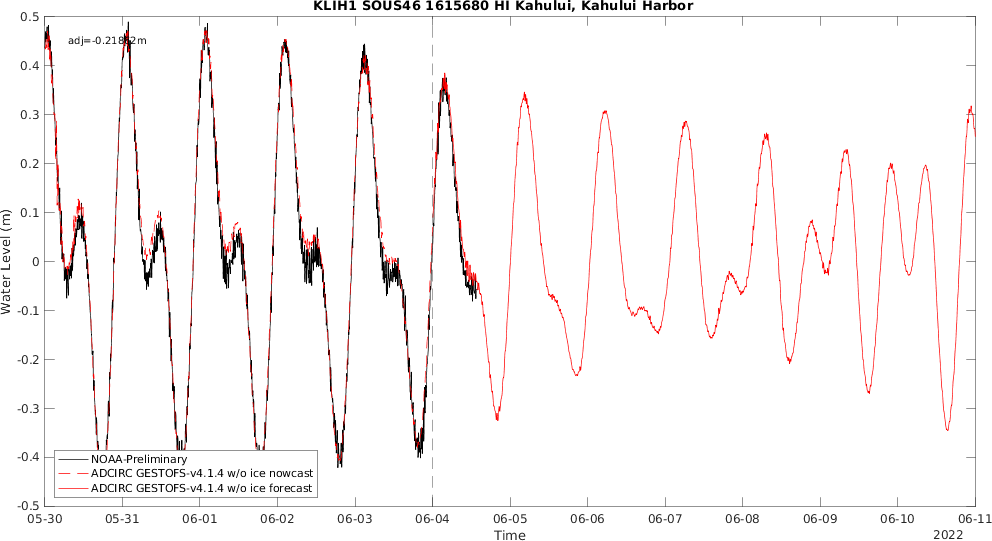 KLIH1 SOUS46 1615680 HI Kahului, Kahului Harbor
0.5
0.4
0.3
0.2
0.1
0
-0.1
-0.2
-0.3
-0.4
-0.5
Water Level (m)
NOAA-Preliminary
ADCIRC GESTOFS-v4.1.4 w/o ice nowcast
ADCIRC GESTOFS-v4.1.4 w/o ice forecast
05-30 05-31 06-01 06-02 06-03 06-04 06-05 06-06 06-07 06-08 06-09 06-10 06-11
Time
2022